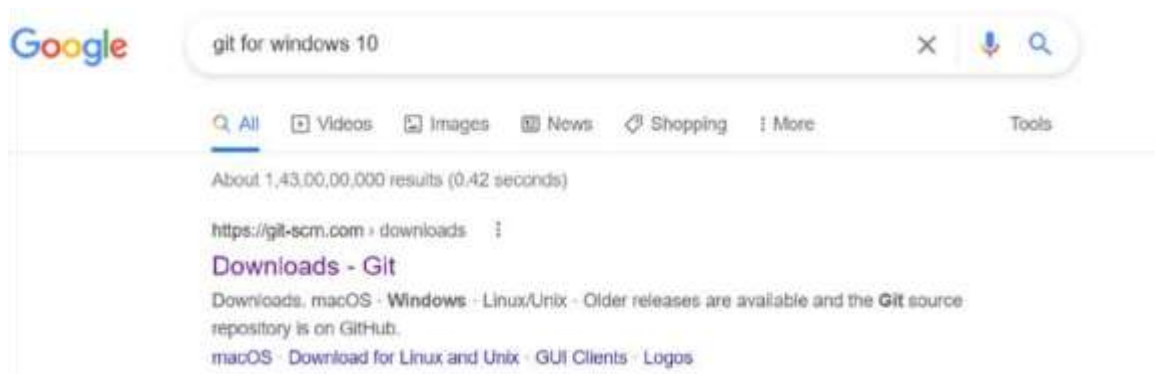 Google
git for windows 10
All Videos Images News Shopping More Tools
About 1,43,00,00,000 results (0.42 seconds)
https://git-scm.com › downloads
Downloads - Git
Downloads. macOS · Windows · Linux/Unix · Older releases are available and the Git source
repository is on GitHub.
macOS · Download for Linux and Unix · GUI Clients · Logos